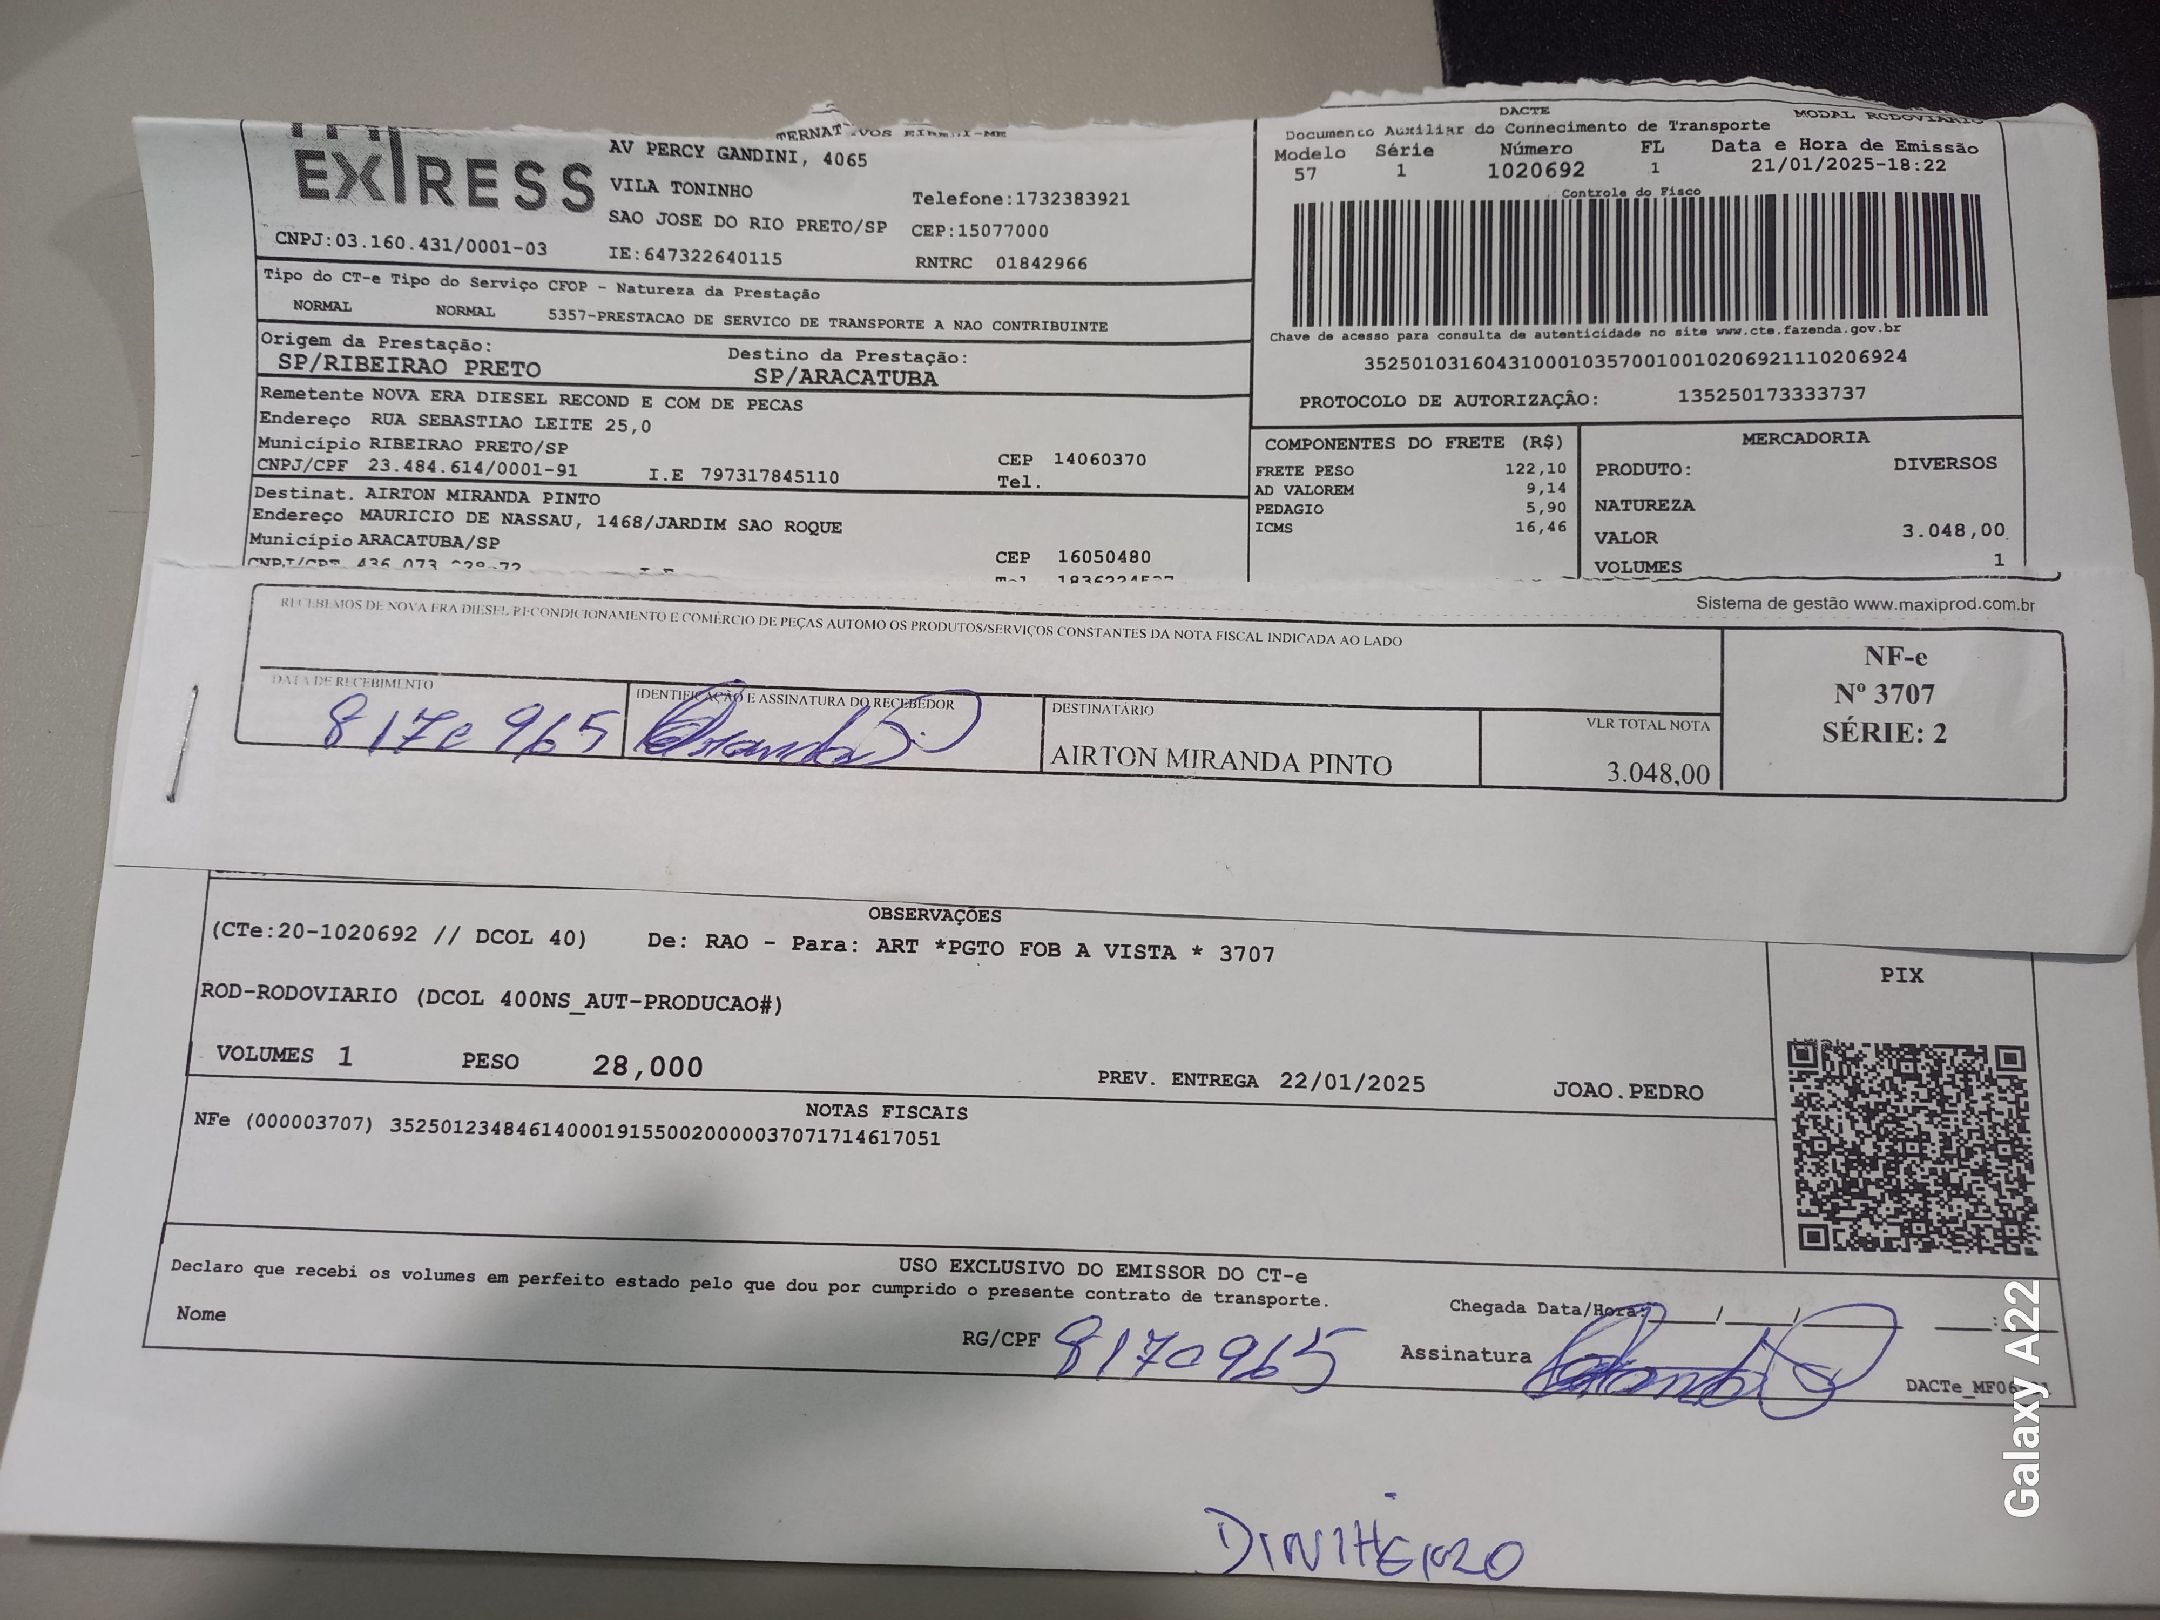 EXPRESS
AV PERCY GANDINI, 4065
VILA TONINHO
Telefone:1732383921
SAO JOSE DO RIO PRETO/SP CEP:15077000
CNPJ:03.160.431/0001-03
IE:647322640115
RNTRC 01842966
Tipo do CT-e Tipo do Serviço CFOP - Natureza da Prestação
NORMAL NORMAL 5357-PRESTACAO DE SERVICO DE TRANSPORTE A NAO CONTRIBUINTE
Origem da Prestação: Destino da Prestação:
SP/RIBEIRAO PRETO SP/ARACATUBA
Remetente NOVA ERA DIESEL RECOND E COM DE PECAS
Endereço RUA SEBASTIAO LEITE 25,0
Município RIBEIRAO PRETO/SP CEP 14060370
CNPJ/CPF 23.484.614/0001-91 I.E 797317845110 Tel.
Destinat. AIRTON MIRANDA PINTO
Endereço MAURICIO DE NASSAU, 1468/JARDIM SAO ROQUE
Município ARACATUBA/SP CEP 16050480
CNPJ/CPF
DACTE MODAL RODOVIARIO
Documento Auxiliar do Connecimento de Transporte
Modelo Série Número FL Data e Hora de Emissão
57 1 1020692 1 21/01/2025-18:22
Controle do Fisco
Chave de acesso para consulta de autenticidade no site www.cte.fazenda.gov.br
35250103160431000103570010010206921110206924
PROTOCOLO DE AUTORIZAÇÂO: 135250173333737
COMPONENTES DO FRETE (R$)
FRETE PESO 122,10
AD VALOREM 9,14
PEDAGIO 5,90
ICMS 16,46
MERCADORIA
PRODUTO: DIVERSOS
NATUREZA
VALOR 3.048,00
VOLUMES 1
Sistema de gestão www.maxiprod.com.br
RECEBEMOS DE NOVA ERA DIESEL RECONDICIONAMENTO E COMÉRCIO DE PEÇAS AUTOMO OS PRODUTOS/SERVIÇOS CONSTANTES DA NOTA FISCAL INDICADA AO LADO
NF-e
Nº 3707
SÉRIE: 2
DATA DE RECEBIMENTO IDENTIFICAÇÃO E ASSINATURA DO RECEBEDOR DESTINATÁRIO VLR TOTAL NOTA
8170965 AIRTON MIRANDA PINTO 3.048,00
OBSERVAÇÕES
(CTe:20-1020692 // DCOL 40) De: RAO - Para: ART *PGTO FOB A VISTA * 3707
ROD-RODOVIARIO (DCOL 400NS_AUT-PRODUCAO#)
PIX
VOLUMES 1 PESO 28,000 PREV. ENTREGA 22/01/2025 JOAO.PEDRO
NOTAS FISCAIS
NFe (000003707) 35250123484614000191550020000037071714617051
USO EXCLUSIVO DO EMISSOR DO CT-e
Declaro que recebi os volumes em perfeito estado pelo que dou por cumprido o presente contrato de transporte.
Chegada Data/Hora: ___/___/_____ ___:___
Nome RG/CPF 8170965 Assinatura
DINHEIRO
Galaxy A22